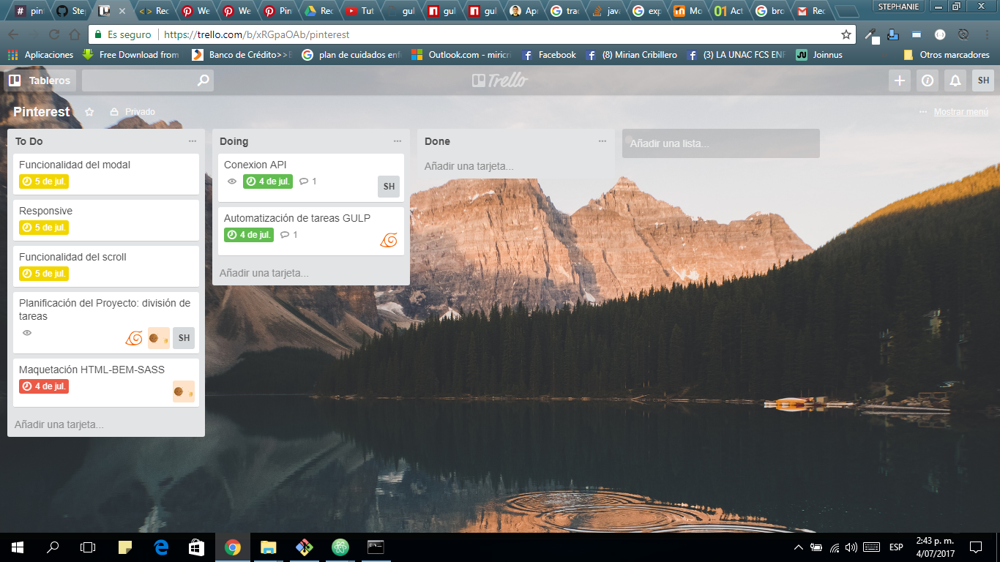 STEPHANIE
pin
Ste
Rec
We
We
Pin
Rec
Tut
gul
gul
gul
Apr
trac
java
exp
Mo
Act
bro
Rec
Es seguro
https://trello.com/b/xRGpaOAb/pinterest
Aplicaciones
Free Download from
Banco de Crédito>>B
plan de cuidados enf
Outlook.com - miricr
Facebook
(8) Mirian Cribillero
(3) LA UNAC FCS ENF
Joinnus
Otros marcadores
Tableros
Trello
SH
Pinterest
Privado
Mostrar menú
To Do
Funcionalidad del modal
5 de jul.
Responsive
5 de jul.
Funcionalidad del scroll
5 de jul.
Planificación del Proyecto: división de
tareas
SH
Maquetación HTML-BEM-SASS
4 de jul.
Añadir una tarjeta...
Doing
Conexion API
4 de jul.
1
SH
Automatización de tareas GULP
4 de jul.
1
Añadir una tarjeta...
Done
Añadir una tarjeta...
Añadir una lista...
ESP
2:43 p. m.
4/07/2017